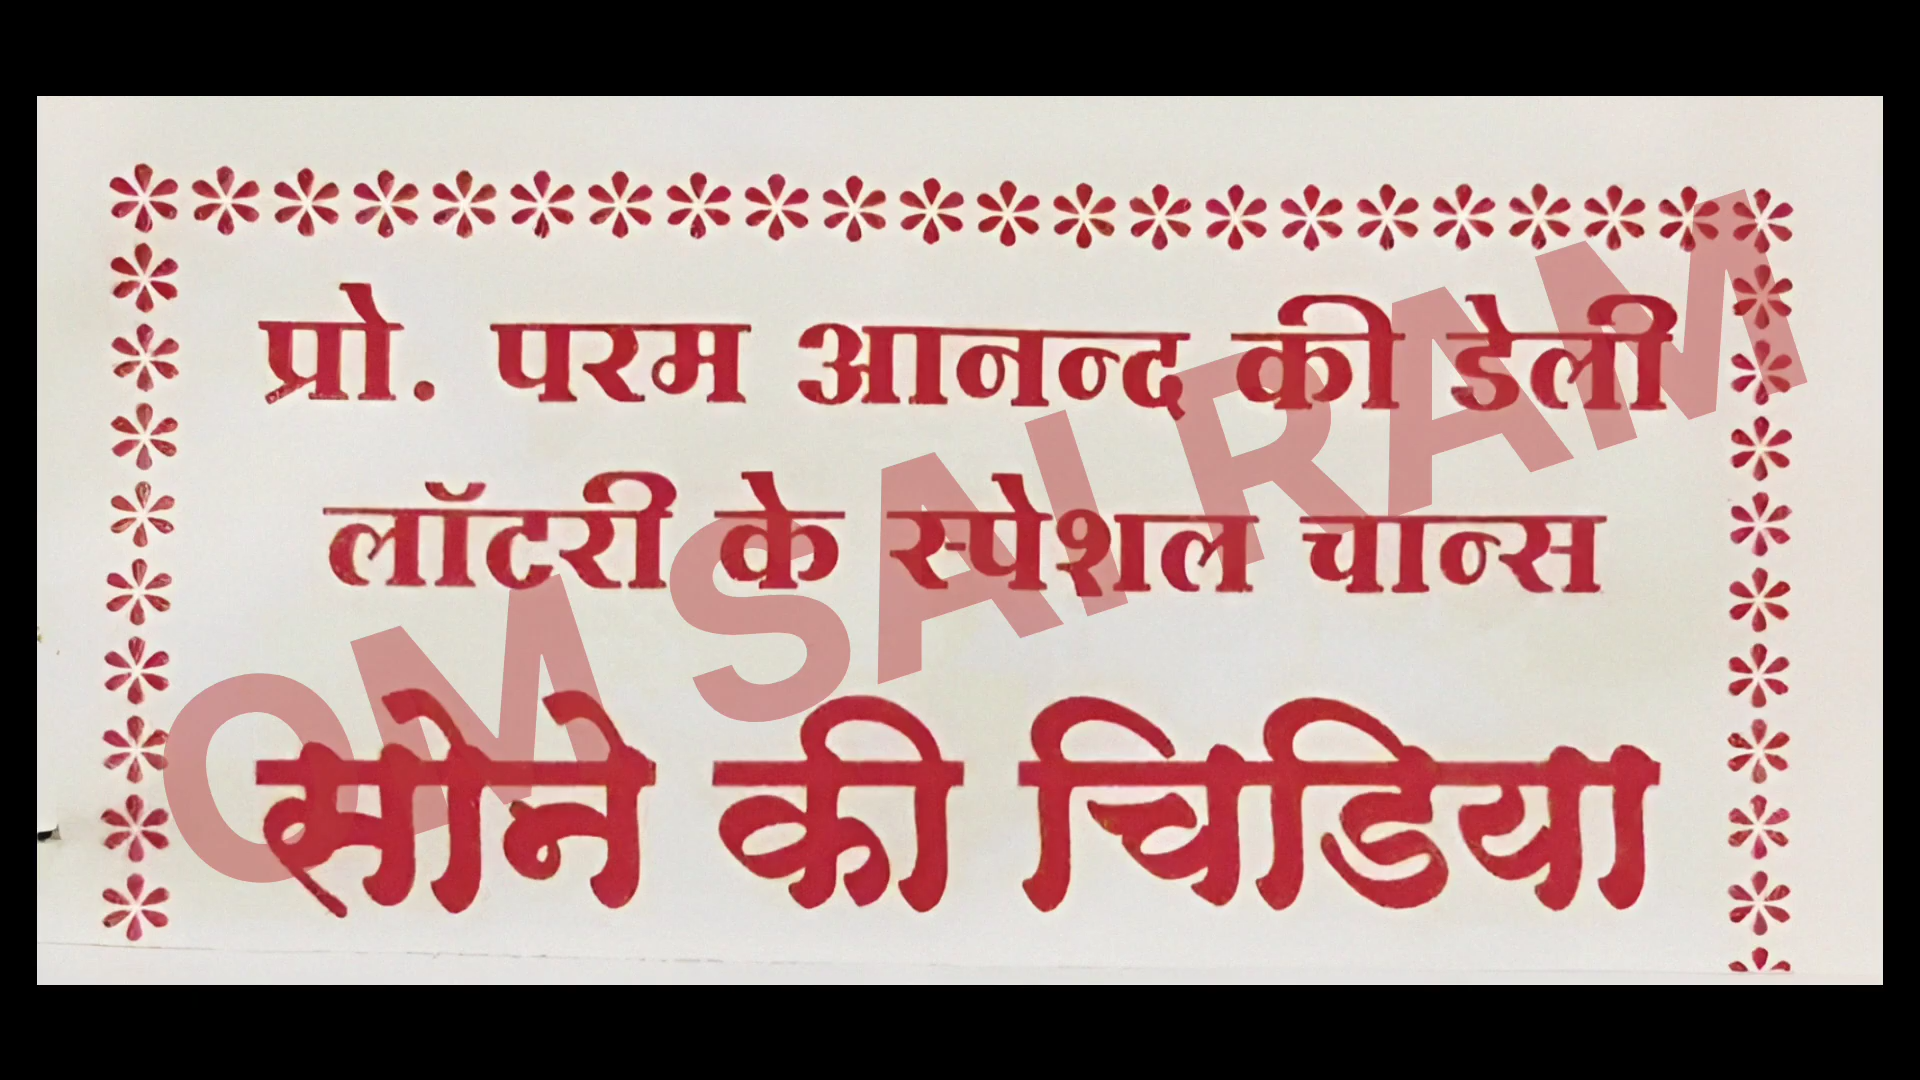 प्रो. परम आनन्द की डेली
लॉटरी के स्पेशल चान्स
सोने की चिडिया
OM SAI RAM